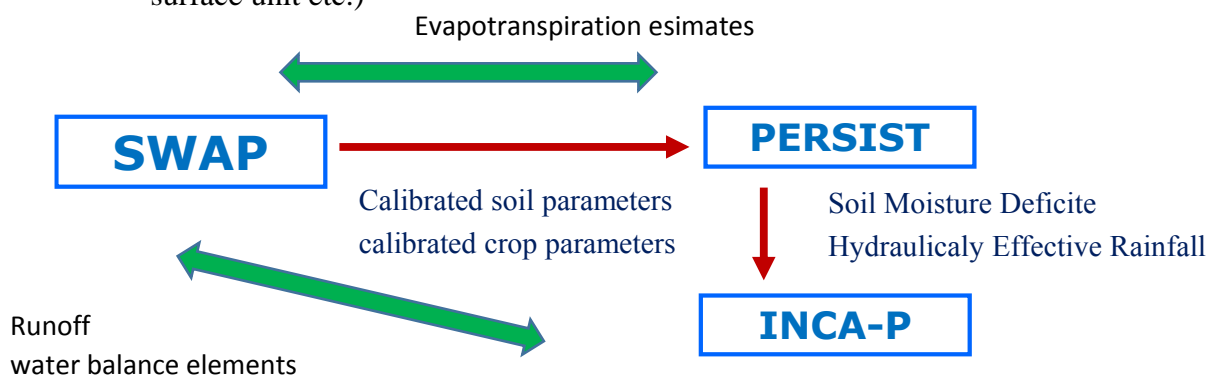 surface unit etc.)
Evapotranspiration esimates
SWAP
PERSIST
Calibrated soil parameters
calibrated crop parameters
Soil Moisture Deficite
Hydraulicaly Effective Rainfall
INCA-P
Runoff
water balance elements